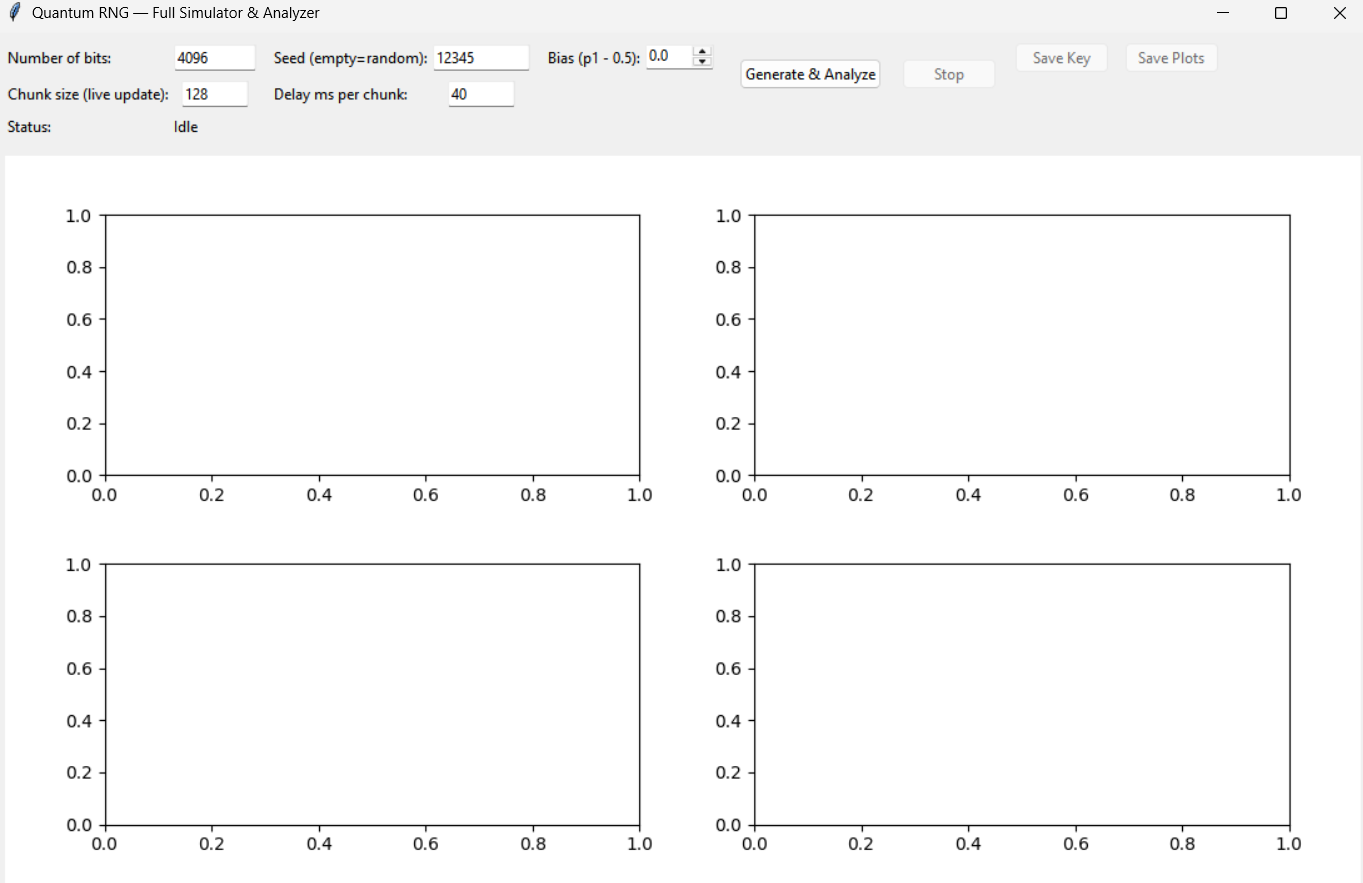 Quantum RNG — Full Simulator & Analyzer
Number of bits: 4096 Seed (empty=random): 12345 Bias (p1 - 0.5): 0.0 Generate & Analyze Stop Save Key Save Plots
Chunk size (live update): 128 Delay ms per chunk: 40
Status: Idle
1.0 1.0
0.8 0.8
0.6 0.6
0.4 0.4
0.2 0.2
0.0 0.0
0.0 0.2 0.4 0.6 0.8 1.0 0.0 0.2 0.4 0.6 0.8 1.0
1.0 1.0
0.8 0.8
0.6 0.6
0.4 0.4
0.2 0.2
0.0 0.0
0.0 0.2 0.4 0.6 0.8 1.0 0.0 0.2 0.4 0.6 0.8 1.0